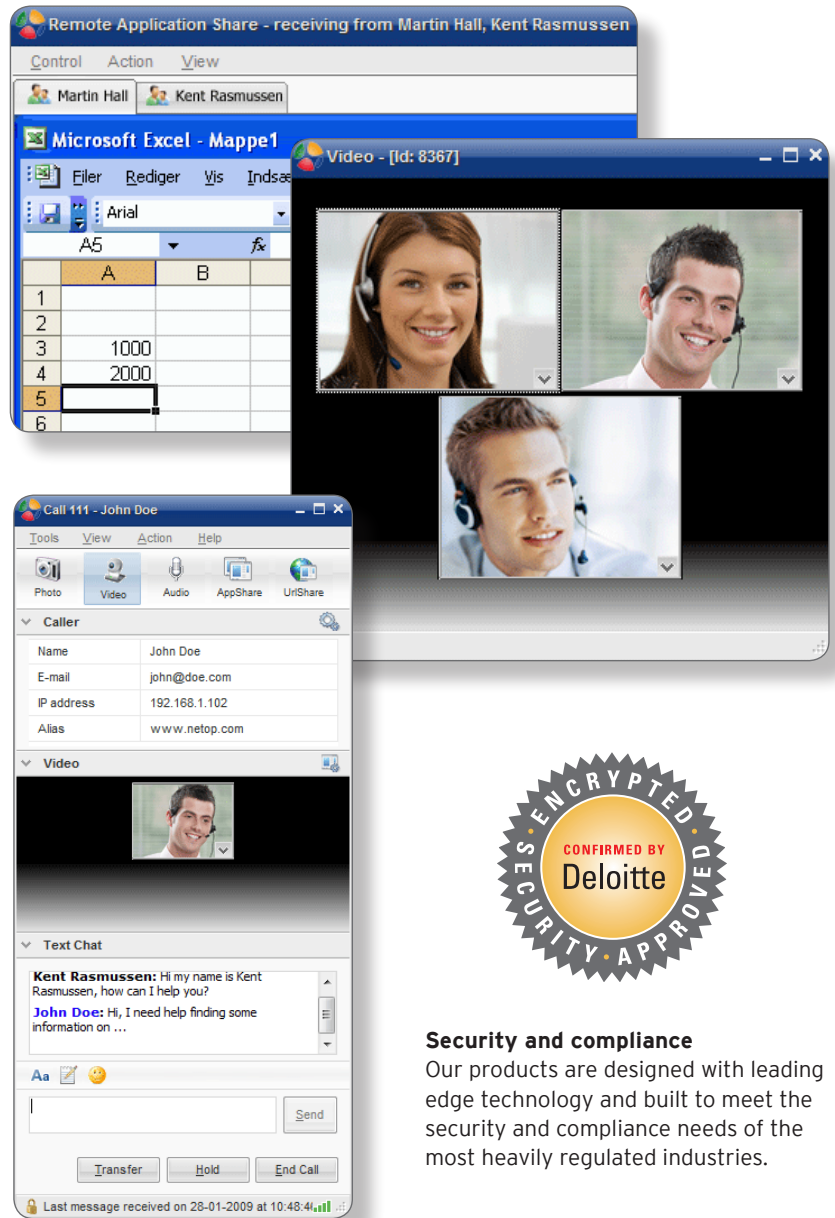 Remote Application Share - receiving from Martin Hall, Kent Rasmussen
Control Action View
Martin Hall Kent Rasmussen
Microsoft Excel - Mappe1
Filer Rediger Vis
Arial
A5 fx
A B
1
2
3 1000
4 2000
5
6
Video - [Id: 8367]
Call 111 - John Doe
Tools View Action Help
Photo Video Audio AppShare UrlShare
Caller
Name John Doe
E-mail john@doe.com
IP address 192.168.1.102
Alias www.netop.com
Video
Text Chat
Kent Rasmussen: Hi my name is Kent
Rasmussen, how can I help you?
John Doe: Hi, I need help finding some
information on ...
Aa
Send
Transfer Hold End Call
Last message received on 28-01-2009 at 10:48:4
ENCRYPTED
CONFIRMED BY
Deloitte
SECURITY · APPROVED
Security and compliance
Our products are designed with leading
edge technology and built to meet the
security and compliance needs of the
most heavily regulated industries.